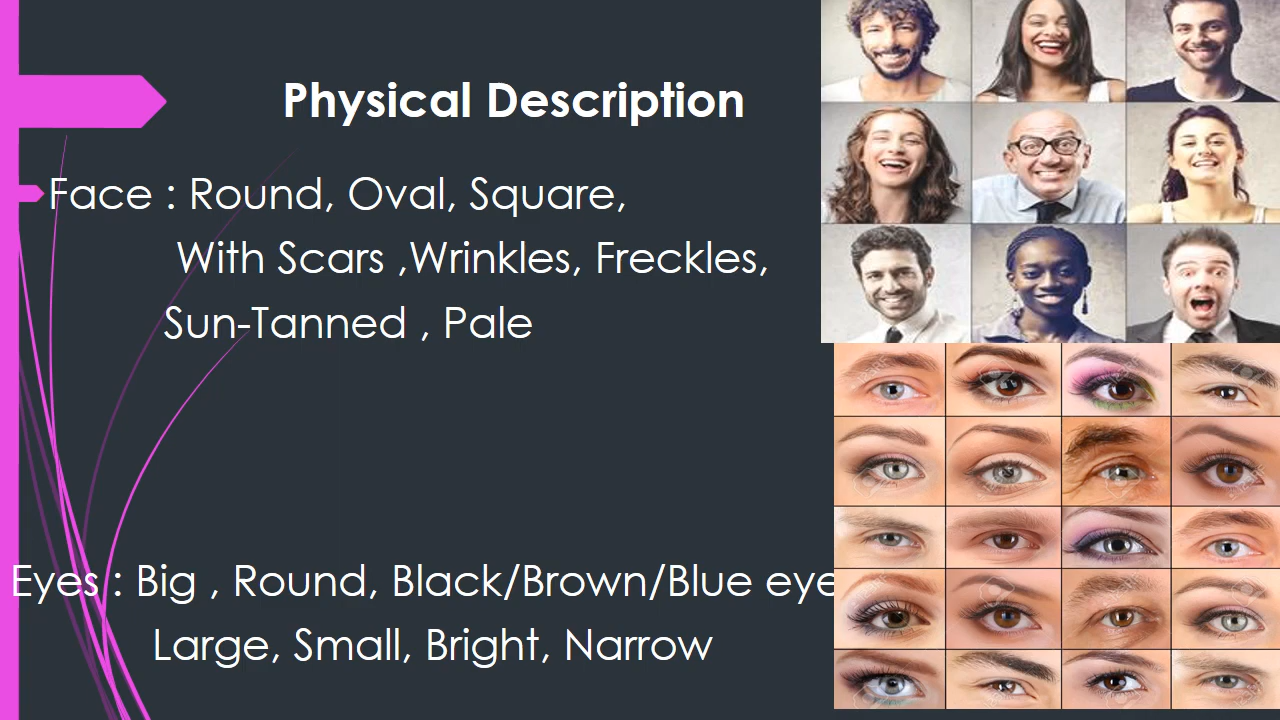 Physical Description
Face : Round, Oval, Square,
With Scars ,Wrinkles, Freckles,
Sun-Tanned , Pale
Eyes : Big , Round, Black/Brown/Blue eye
Large, Small, Bright, Narrow